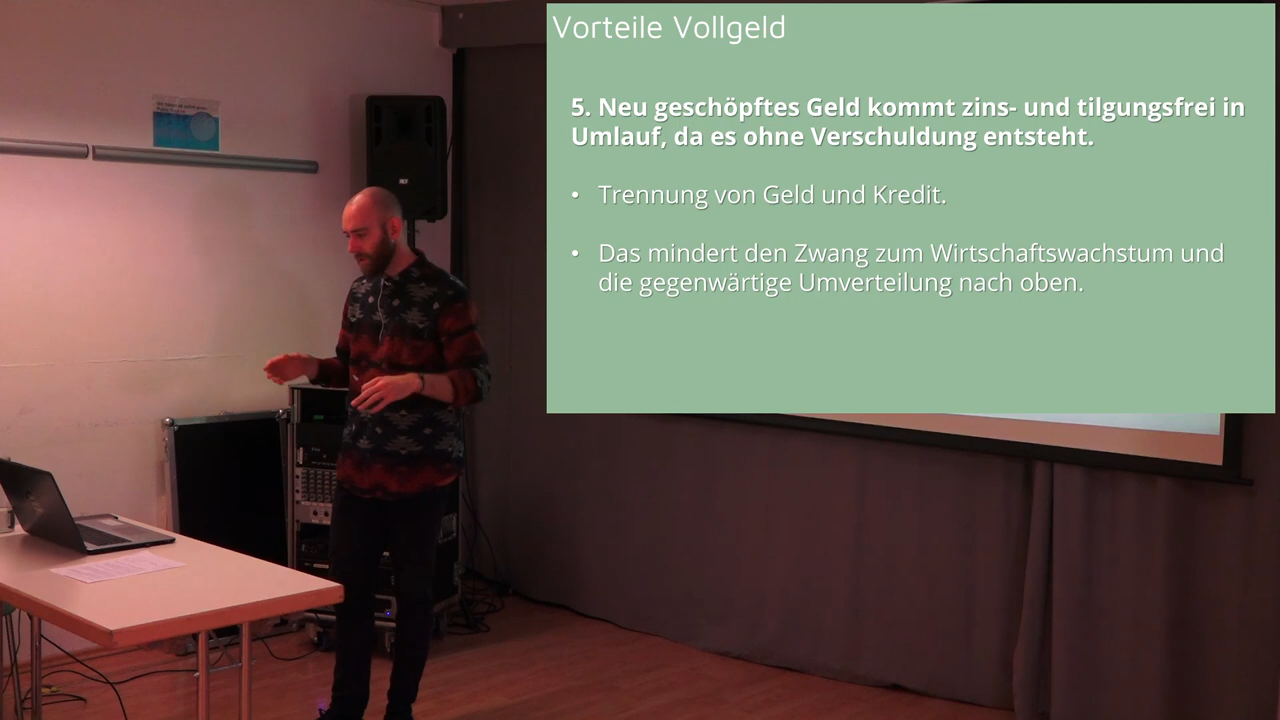 Vorteile Vollgeld
5. Neu geschöpftes Geld kommt zins- und tilgungsfrei in
Umlauf, da es ohne Verschuldung entsteht.
• Trennung von Geld und Kredit.
• Das mindert den Zwang zum Wirtschaftswachstum und
die gegenwärtige Umverteilung nach oben.